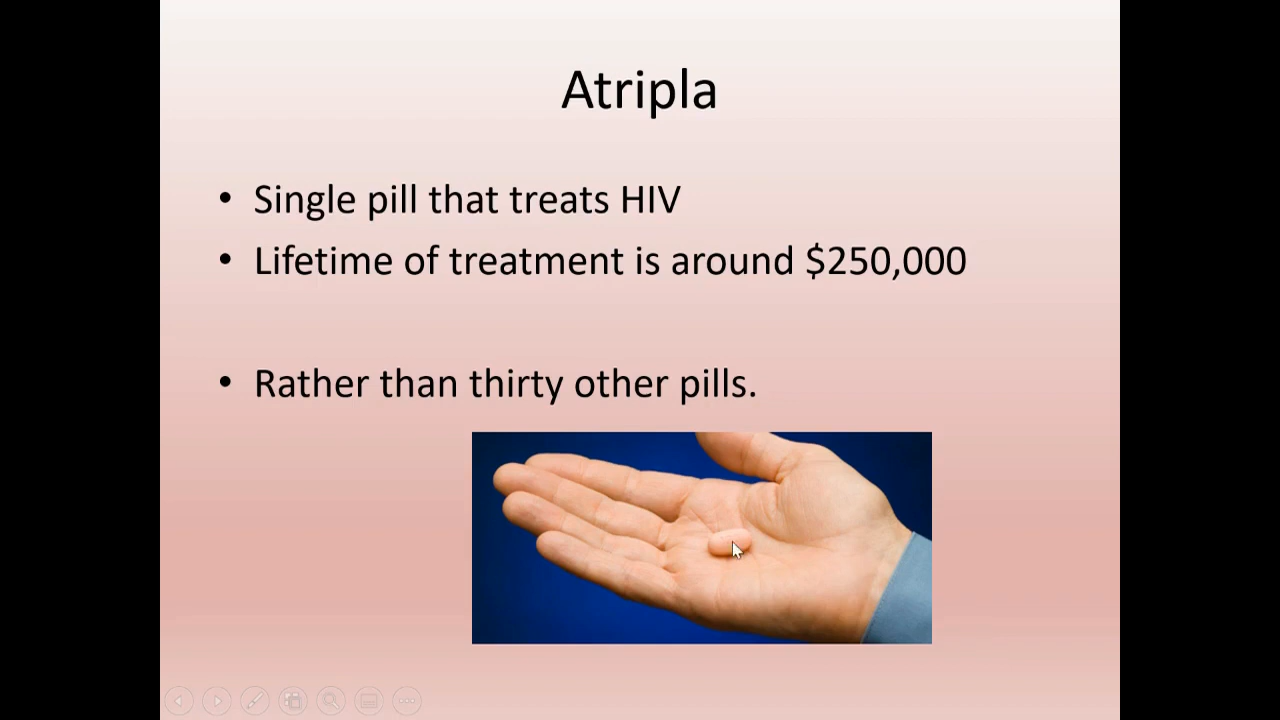 Atripla
• Single pill that treats HIV
• Lifetime of treatment is around $250,000
• Rather than thirty other pills.